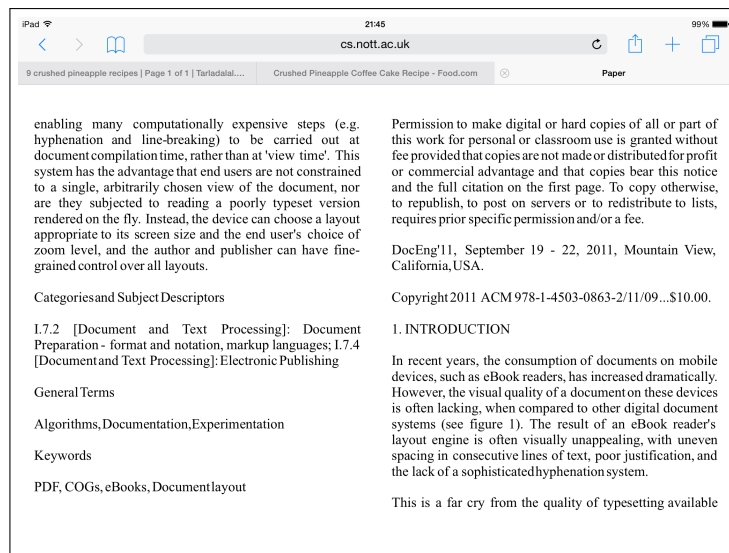 iPad 21:45 99%
cs.nott.ac.uk
9 crushed pineapple recipes | Page 1 of 1 | Tarladalal....
Crushed Pineapple Coffee Cake Recipe - Food.com
Paper
enabling many computationally expensive steps (e.g.
hyphenation and line-breaking) to be carried out at
document compilation time, rather than at 'view time'. This
system has the advantage that end users are not constrained
to a single, arbitrarily chosen view of the document, nor
are they subjected to reading a poorly typeset version
rendered on the fly. Instead, the device can choose a layout
appropriate to its screen size and the end user's choice of
zoom level, and the author and publisher can have fine-
grained control over all layouts.
Categories and Subject Descriptors
I.7.2 [Document and Text Processing]: Document
Preparation - format and notation, markup languages; I.7.4
[Document and Text Processing]: Electronic Publishing
General Terms
Algorithms, Documentation, Experimentation
Keywords
PDF, COGs, eBooks, Document layout
Permission to make digital or hard copies of all or part of
this work for personal or classroom use is granted without
fee provided that copies are not made or distributed for profit
or commercial advantage and that copies bear this notice
and the full citation on the first page. To copy otherwise,
to republish, to post on servers or to redistribute to lists,
requires prior specific permission and/or a fee.
DocEng'11, September 19 - 22, 2011, Mountain View,
California, USA.
Copyright 2011 ACM 978-1-4503-0863-2/11/09...$10.00.
1. INTRODUCTION
In recent years, the consumption of documents on mobile
devices, such as eBook readers, has increased dramatically.
However, the visual quality of a document on these devices
is often lacking, when compared to other digital document
systems (see figure 1). The result of an eBook reader's
layout engine is often visually unappealing, with uneven
spacing in consecutive lines of text, poor justification, and
the lack of a sophisticated hyphenation system.
This is a far cry from the quality of typesetting available